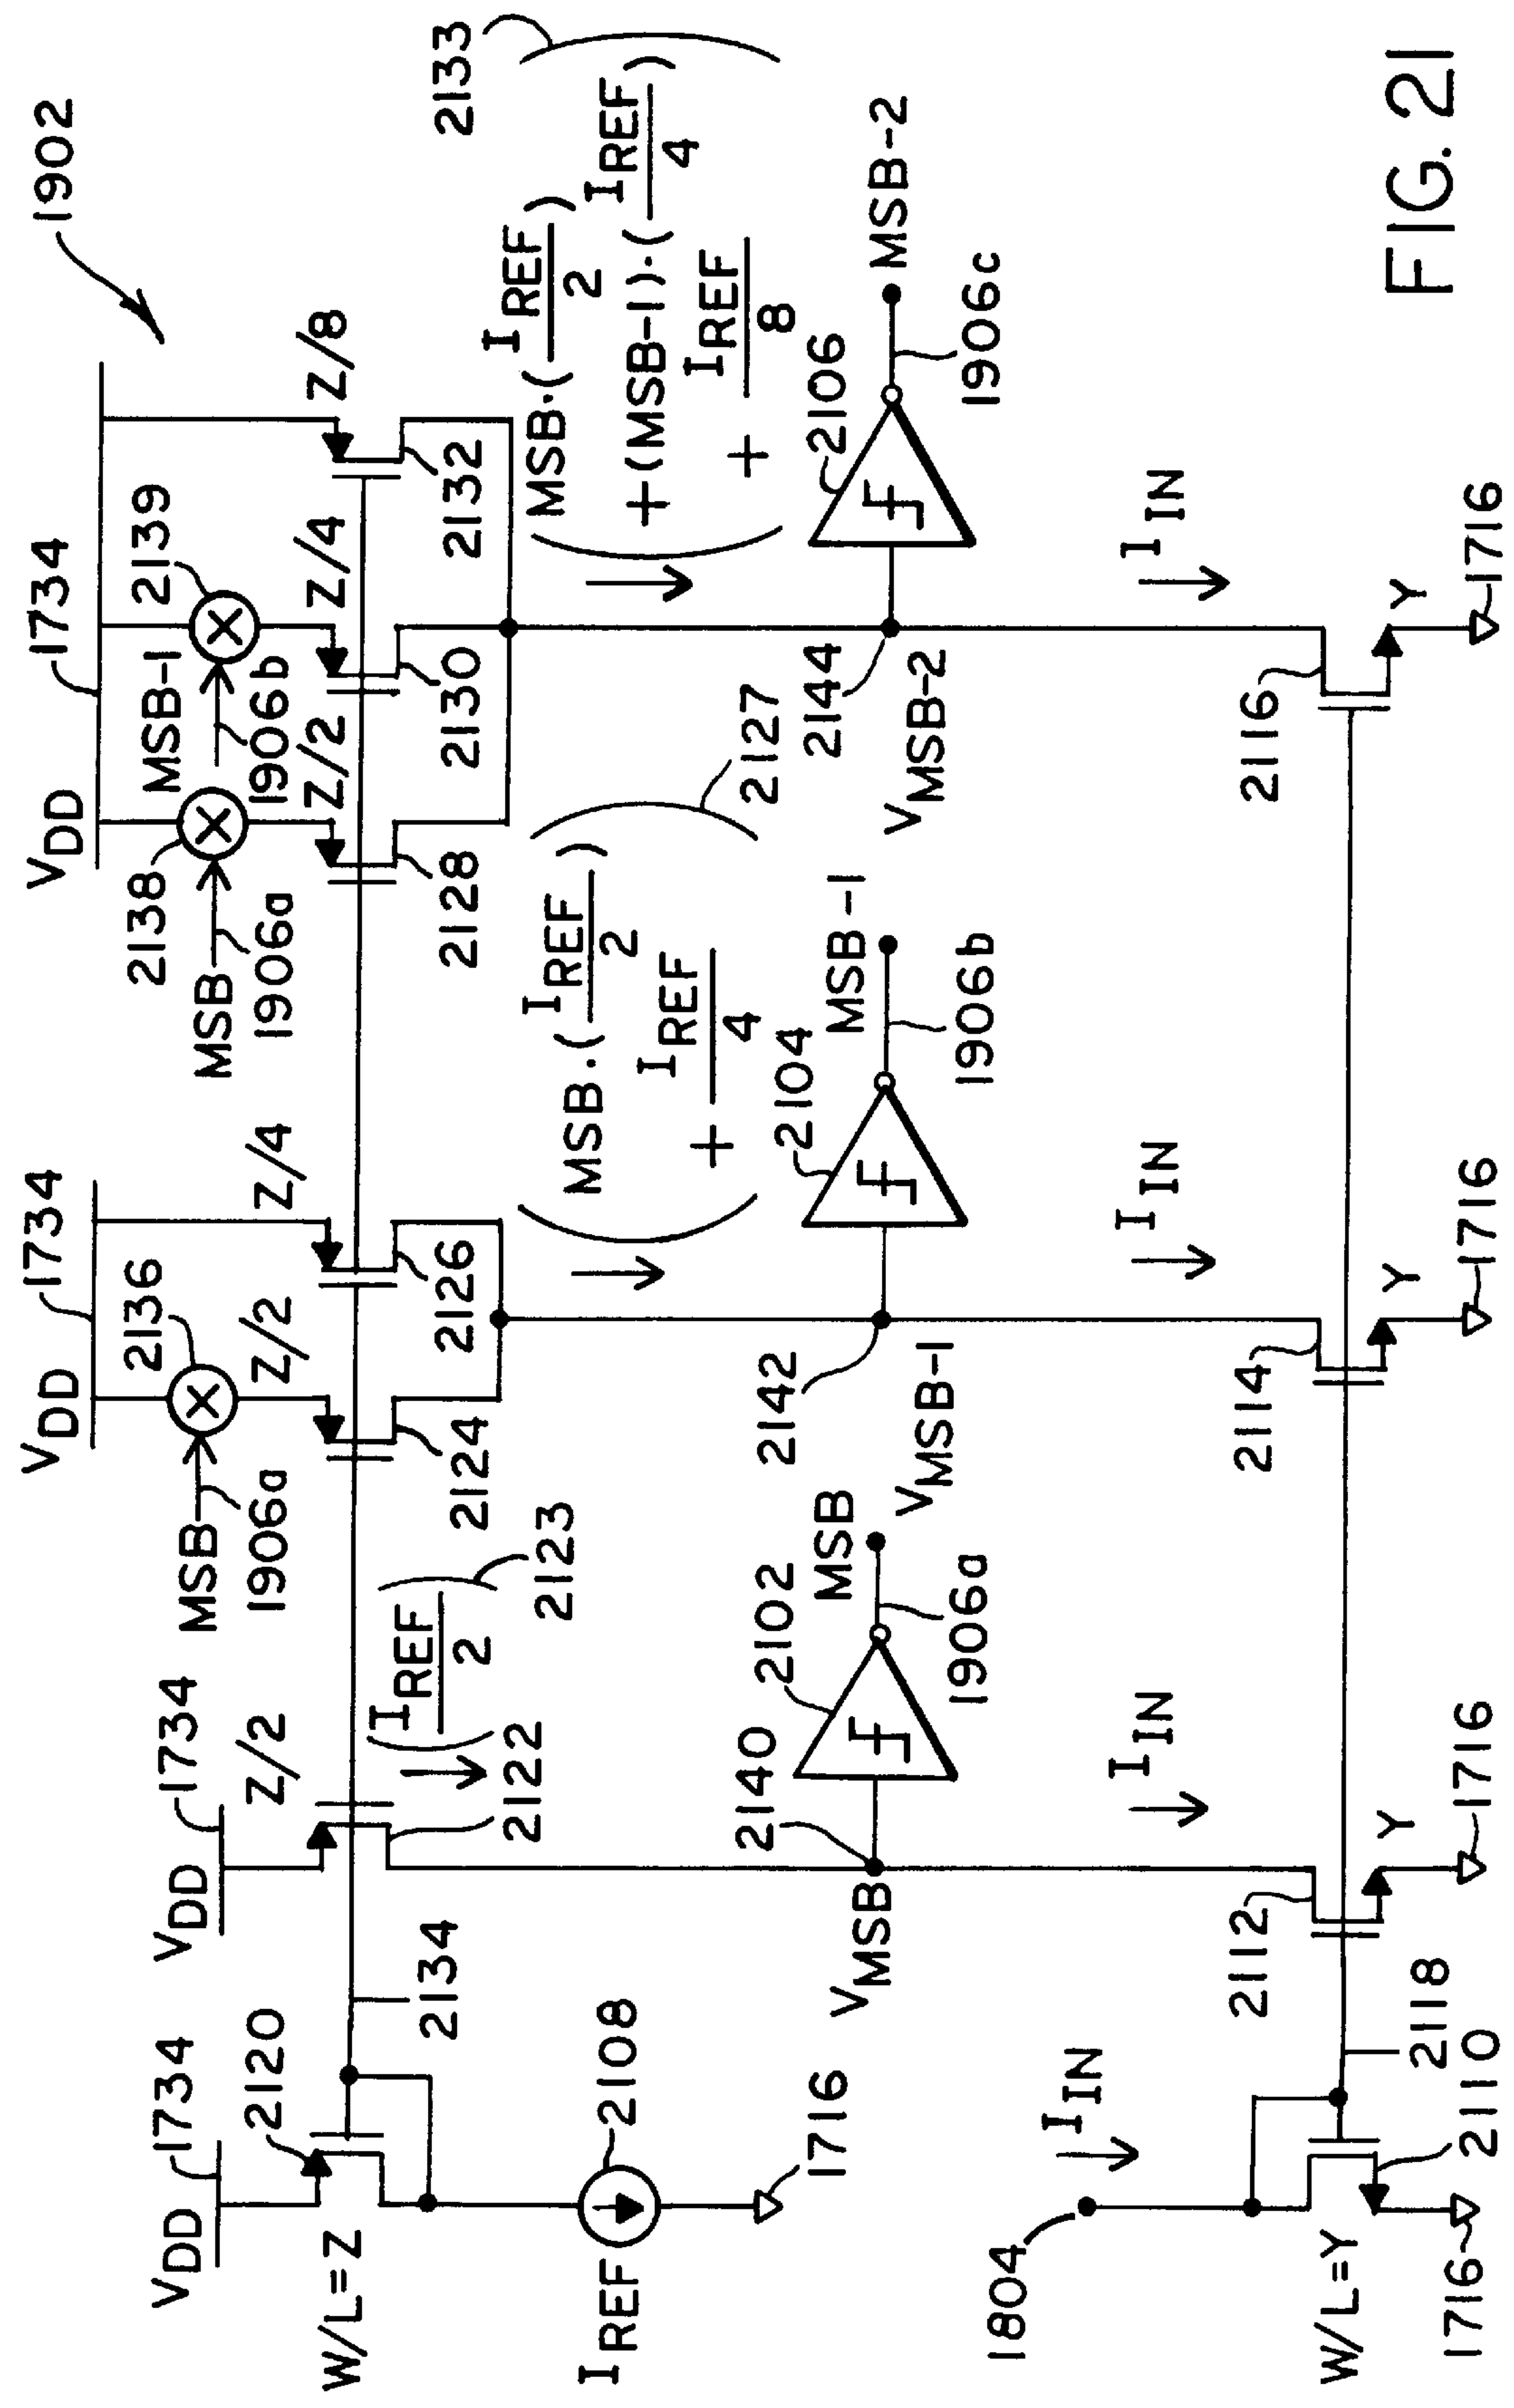 1902
V_DD 1734
V_DD 1734
V_DD 1734
V_DD 1734
2120
2134
W/L=Z
I_REF
2108
1716
Z/2
2122
(I_REF/2)
2123
MSB
1906a
2136
Z/2
Z/4
2124
2126
(MSB·(I_REF/2)
+ I_REF/4)
2127
MSB
1906a
2138
MSB-1
1906b
2139
Z/2
Z/4
Z/8
2128
2130
2132
(MSB·(I_REF/2)
+(MSB-1)·(I_REF/4)
+ I_REF/8)
2133
V_MSB
2140
2102
MSB
1906a
V_MSB-1
2142
2104
MSB-1
1906b
V_MSB-2
2144
2106
MSB-2
1906c
1804
I_IN
I_IN
I_IN
I_IN
W/L=Y
1716
2110
2118
2112
Y
1716
2114
Y
1716
2116
Y
1716
FIG. 21